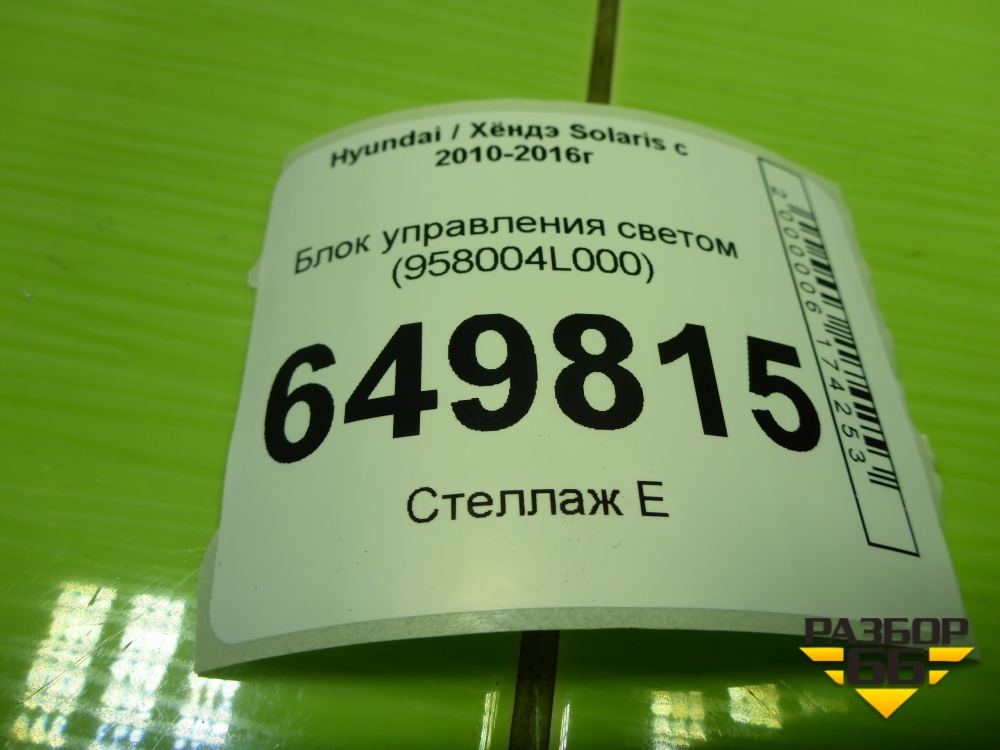 Hyundai / Хёндэ Solaris с
2010-2016г
Блок управления светом
(958004L000)
649815
Стеллаж E
2000006174253
РАЗБОР
66